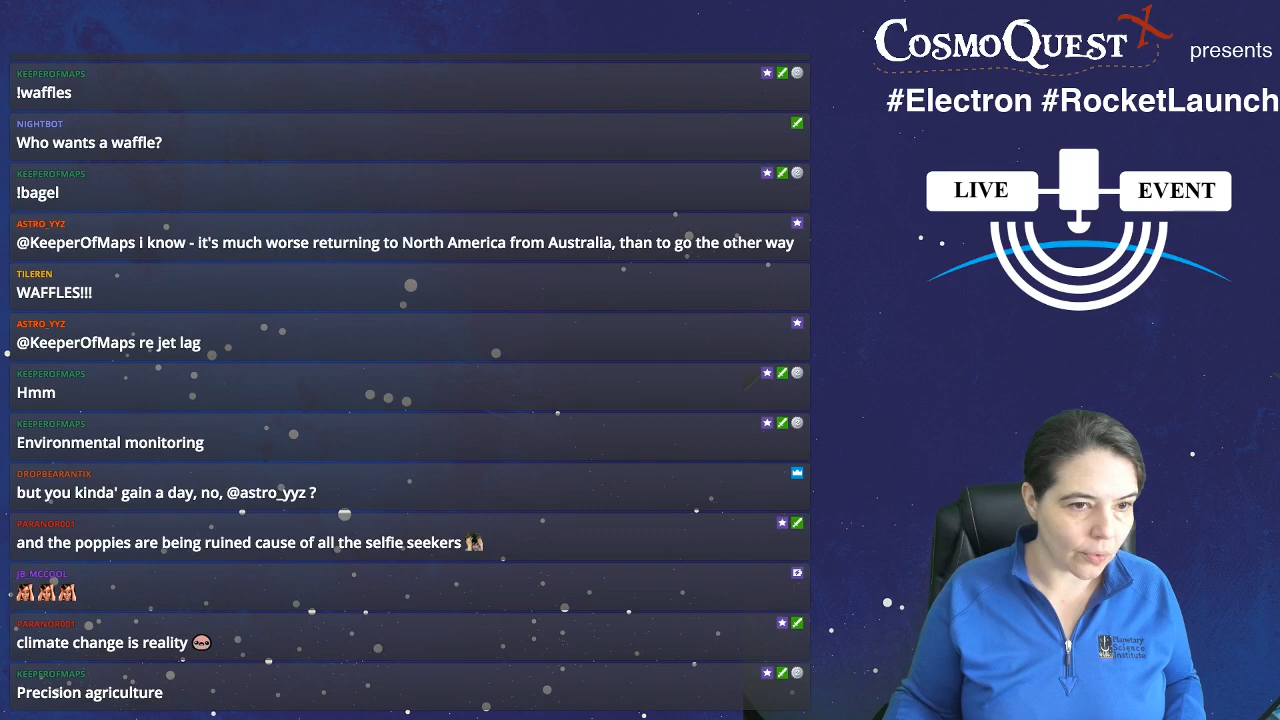 KEEPEROFMAPS
!waffles
NIGHTBOT
Who wants a waffle?
KEEPEROFMAPS
!bagel
ASTRO_YYZ
@KeeperOfMaps i know - it's much worse returning to North America from Australia, than to go the other way
TILEREN
WAFFLES!!!
ASTRO_YYZ
@KeeperOfMaps re jet lag
KEEPEROFMAPS
Hmm
KEEPEROFMAPS
Environmental monitoring
DROPBEARANTIX
but you kinda' gain a day, no, @astro_yyz ?
PARANOR001
and the poppies are being ruined cause of all the selfie seekers
JB_MCCOOL
PARANOR001
climate change is reality
KEEPEROFMAPS
Precision agriculture
COSMOQUEST X presents
#Electron #RocketLaunch
LIVE EVENT
Planetary
Science
Institute